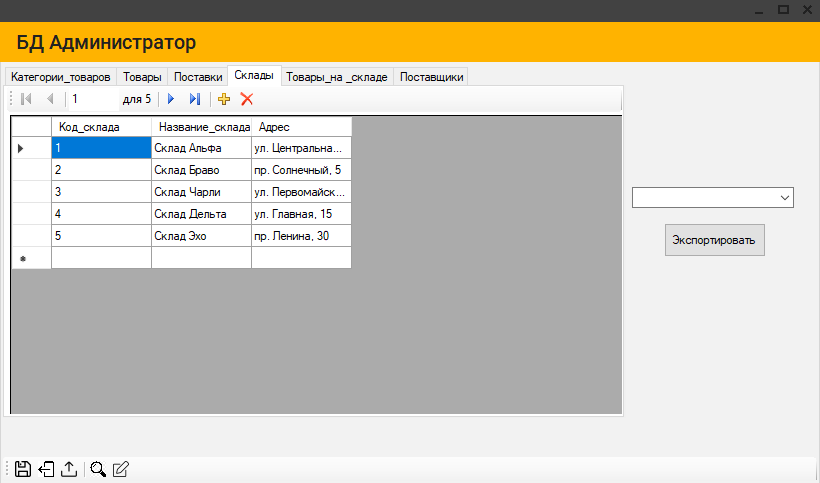 БД Администратор
Категории_товаров Товары Поставки Склады Товары_на _складе Поставщики
1 для 5
Код_склада Название_склада Адрес
1 Склад Альфа ул. Центральна...
2 Склад Браво пр. Солнечный, 5
3 Склад Чарли ул. Первомайск...
4 Склад Дельта ул. Главная, 15
5 Склад Эхо пр. Ленина, 30
Экспортировать